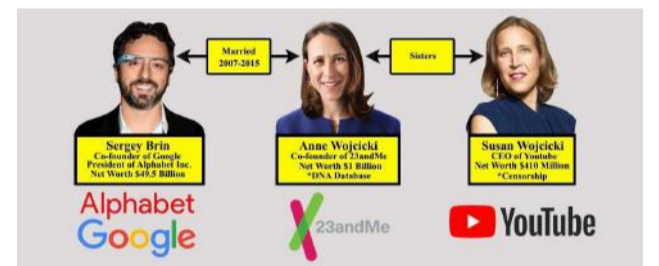 Married
2007-2015
Sisters
Sergey Brin
Co-founder of Google
President of Alphabet Inc.
Net Worth $49.5 Billion
Anne Wojcicki
Co-founder of 23andMe
Net Worth $1 Billion
*DNA Database
Susan Wojcicki
CEO of Youtube
Net Worth $410 Million
*Censorship
Alphabet
Google
23andMe
YouTube